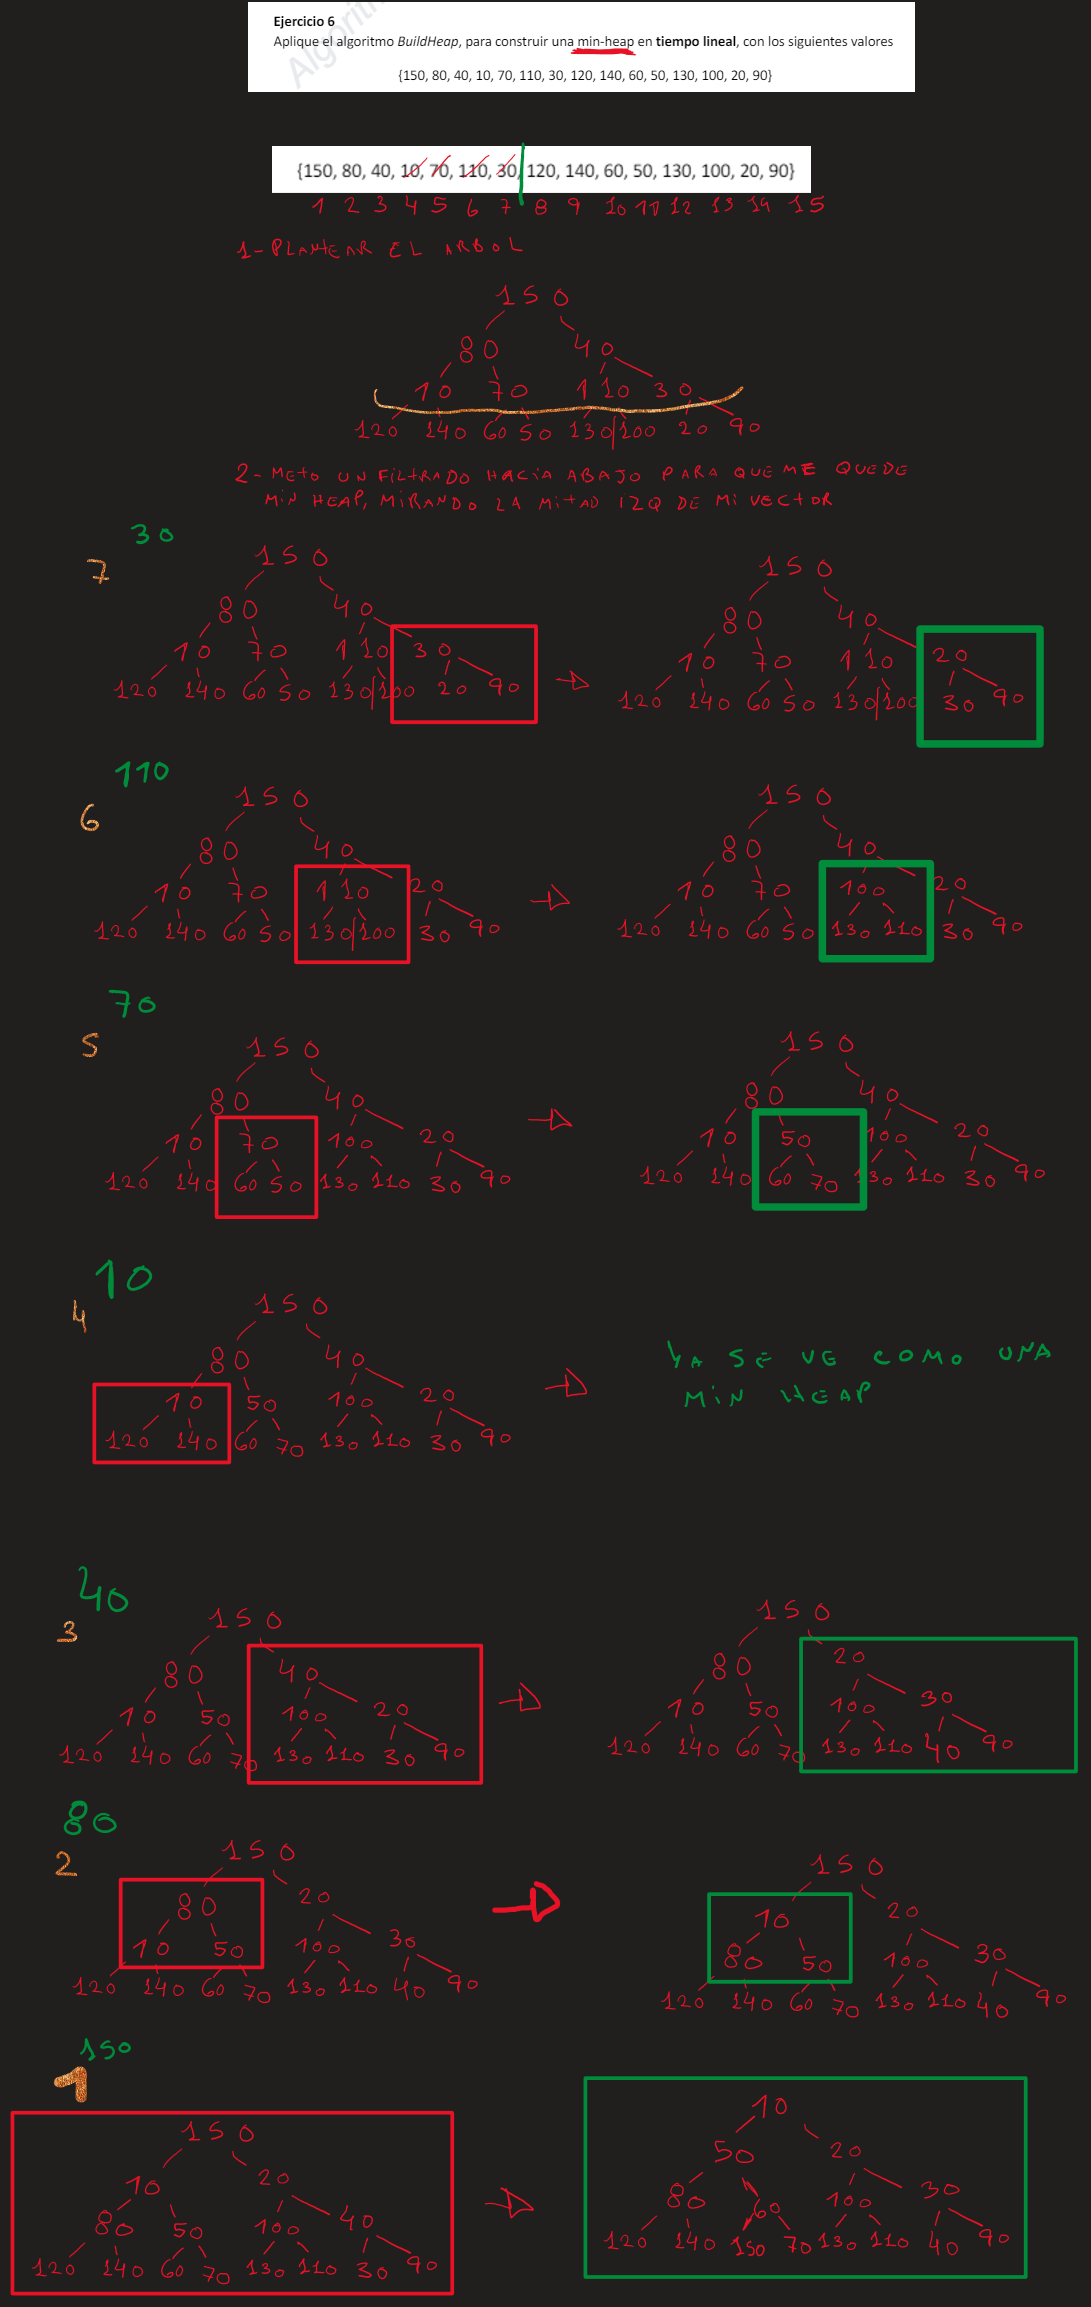 Algoritm
Ejercicio 6
Aplique el algoritmo BuildHeap, para construir una min-heap en tiempo lineal, con los siguientes valores
{150, 80, 40, 10, 70, 110, 30, 120, 140, 60, 50, 130, 100, 20, 90}
{150, 80, 40, 10, 70, 110, 30, 120, 140, 60, 50, 130, 100, 20, 90}
1 2 3 4 5 6 7 8 9 10 11 12 13 14 15
1- PLANTEAR EL ARBOL
150
80 40
10 70 110 30
120 140 60 50 130/100 20 90
2- METO UN FILTRADO HACIA ABAJO PARA QUE ME QUEDE
MIN HEAP, MIRANDO LA MITAD IZQ DE MI VECTOR
30
7
150 150
80 40 80 40
10 70 110 30 10 70 110 20
120 140 60 50 130/100 20 90 120 140 60 50 130/100 30 90
110
6
150 150
80 40 80 40
10 70 110 20 10 70 100 20
120 140 60 50 130/100 30 90 120 140 60 50 130 110 30 90
70
5
150 150
80 40 80 40
10 70 100 20 10 50 100 20
120 140 60 50 130 110 30 90 120 140 60 70 130 110 30 90
10
4
150
80 40
YA SE VE COMO UNA
MIN HEAP
10 50 100 20
120 140 60 70 130 110 30 90
40
3
150 150
80 40 80 20
10 50 100 20 10 50 100 30
120 140 60 70 130 110 30 90 120 140 60 70 130 110 40 90
80
2
150 150
80 20 10 20
10 50 100 30 80 50 100 30
120 140 60 70 130 110 40 90 120 140 60 70 130 110 40 90
150
1
150 10
10 20 50 20
80 50 100 40 80 60 100 30
120 140 60 70 130 110 30 90 120 140 150 70 130 110 40 90